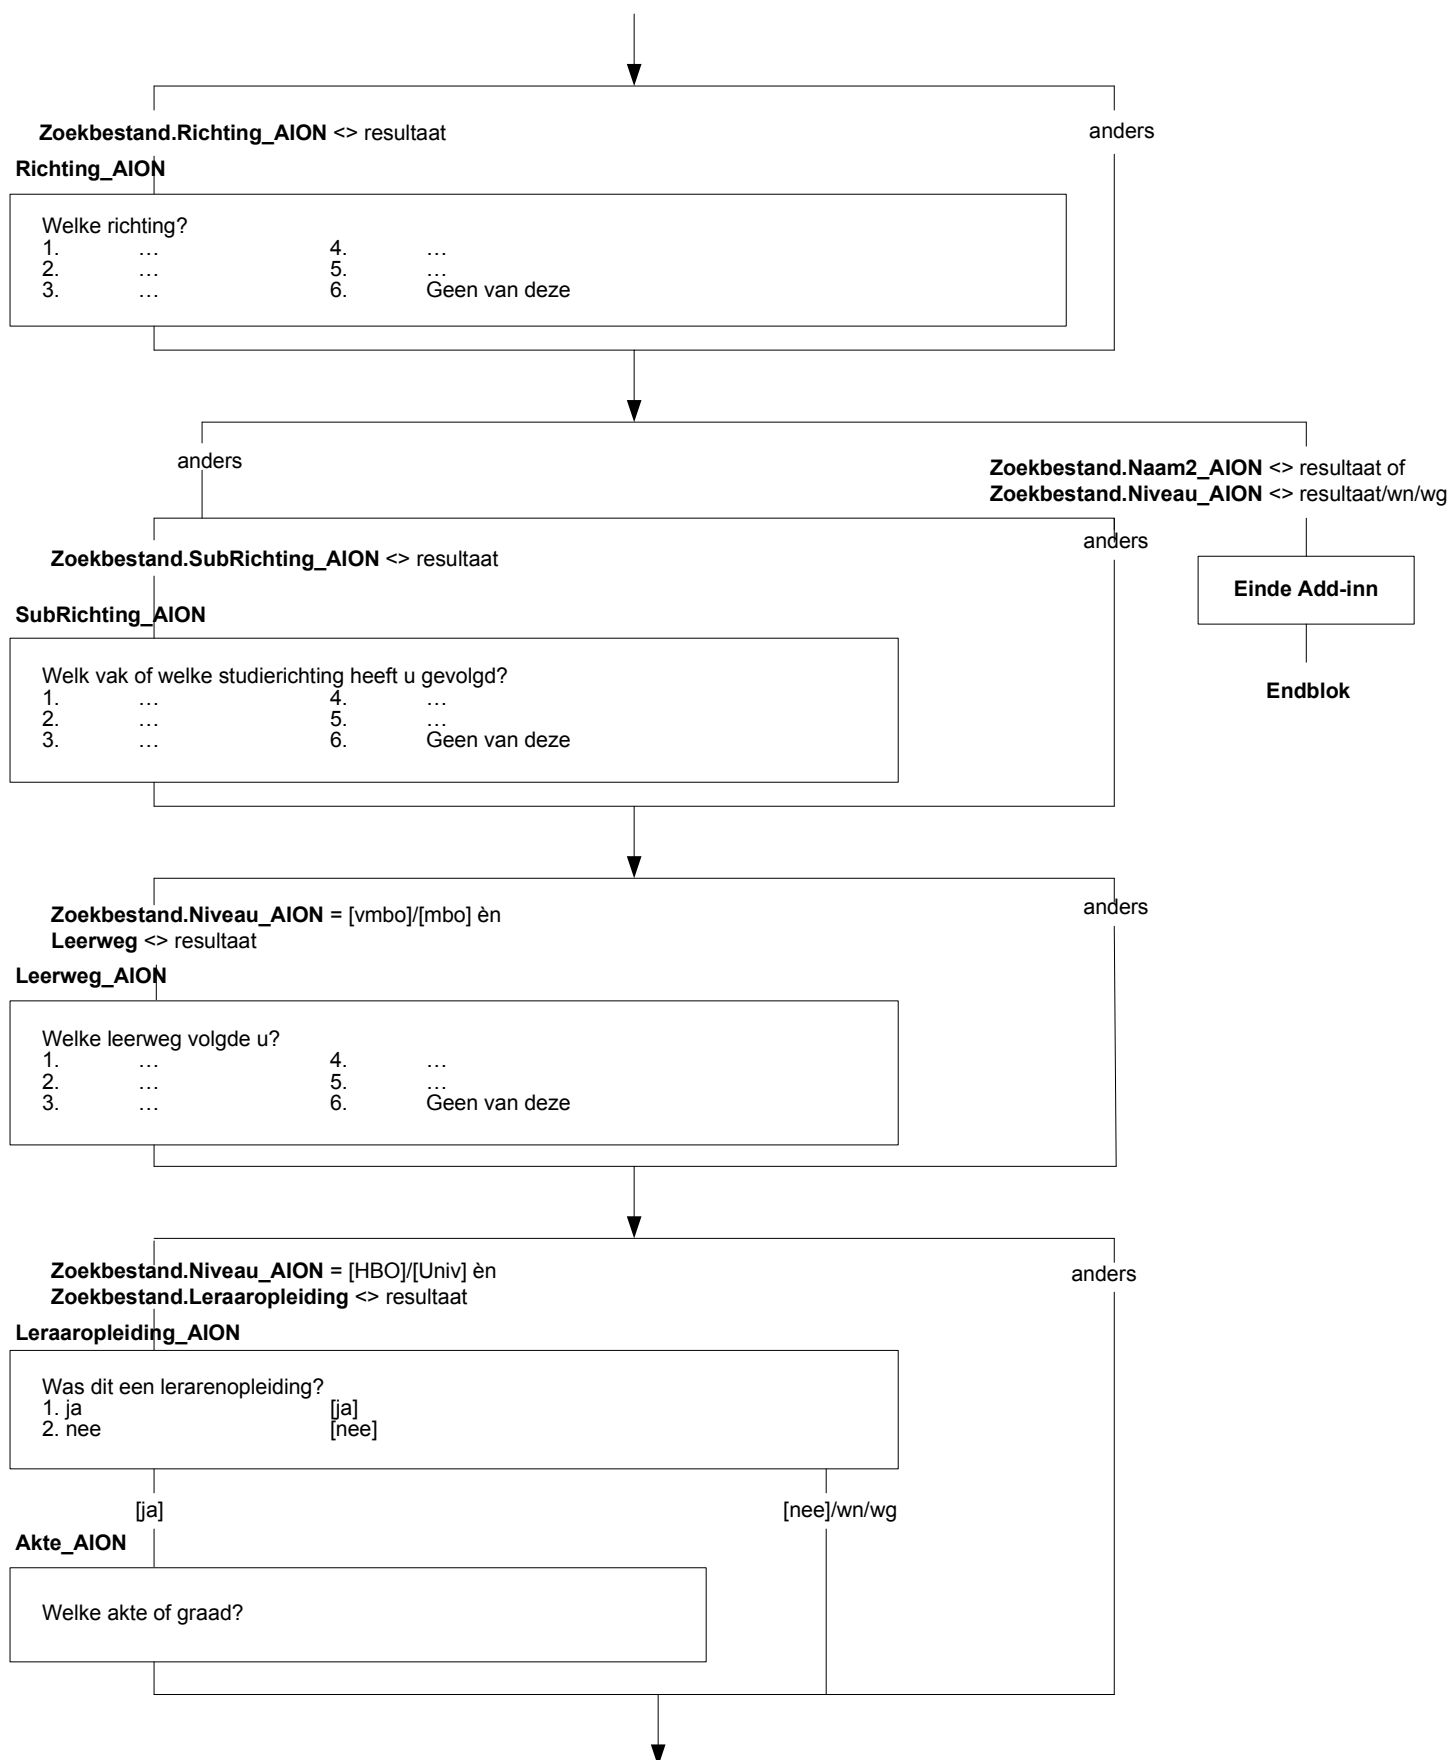 Zoekbestand.Richting_AION <> resultaat
anders
Richting_AION
Welke richting?
1. … 4. …
2. … 5. …
3. … 6. Geen van deze
anders
Zoekbestand.Naam2_AION <> resultaat of
Zoekbestand.Niveau_AION <> resultaat/wn/wg
anders
Zoekbestand.SubRichting_AION <> resultaat
Einde Add-inn
SubRichting_AION
Welk vak of welke studierichting heeft u gevolgd?
1. … 4. …
2. … 5. …
3. … 6. Geen van deze
Endblok
Zoekbestand.Niveau_AION = [vmbo]/[mbo] èn
Leerweg <> resultaat
anders
Leerweg_AION
Welke leerweg volgde u?
1. … 4. …
2. … 5. …
3. … 6. Geen van deze
Zoekbestand.Niveau_AION = [HBO]/[Univ] èn
Zoekbestand.Leraaropleiding <> resultaat
anders
Leraaropleiding_AION
Was dit een lerarenopleiding?
1. ja [ja]
2. nee [nee]
[ja] [nee]/wn/wg
Akte_AION
Welke akte of graad?